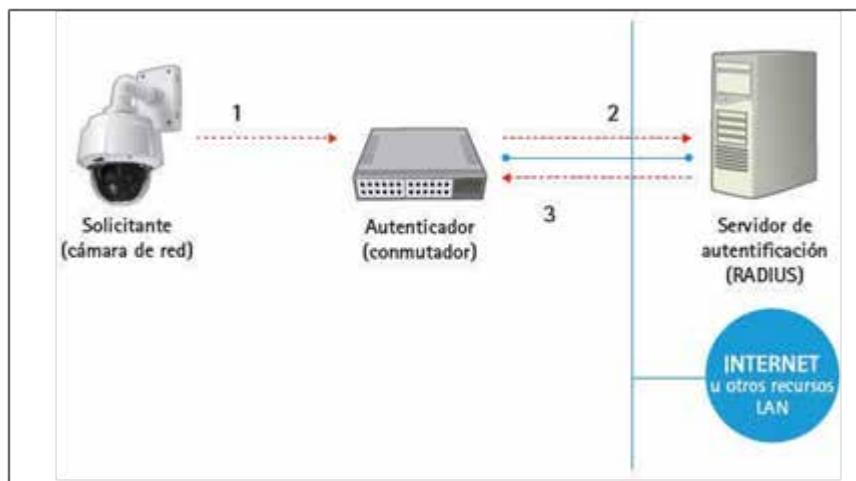 1
2
3
Solicitante
(cámara de red)
Autenticador
(conmutador)
Servidor de
autentificación
(RADIUS)
INTERNET
u otros recursos
LAN